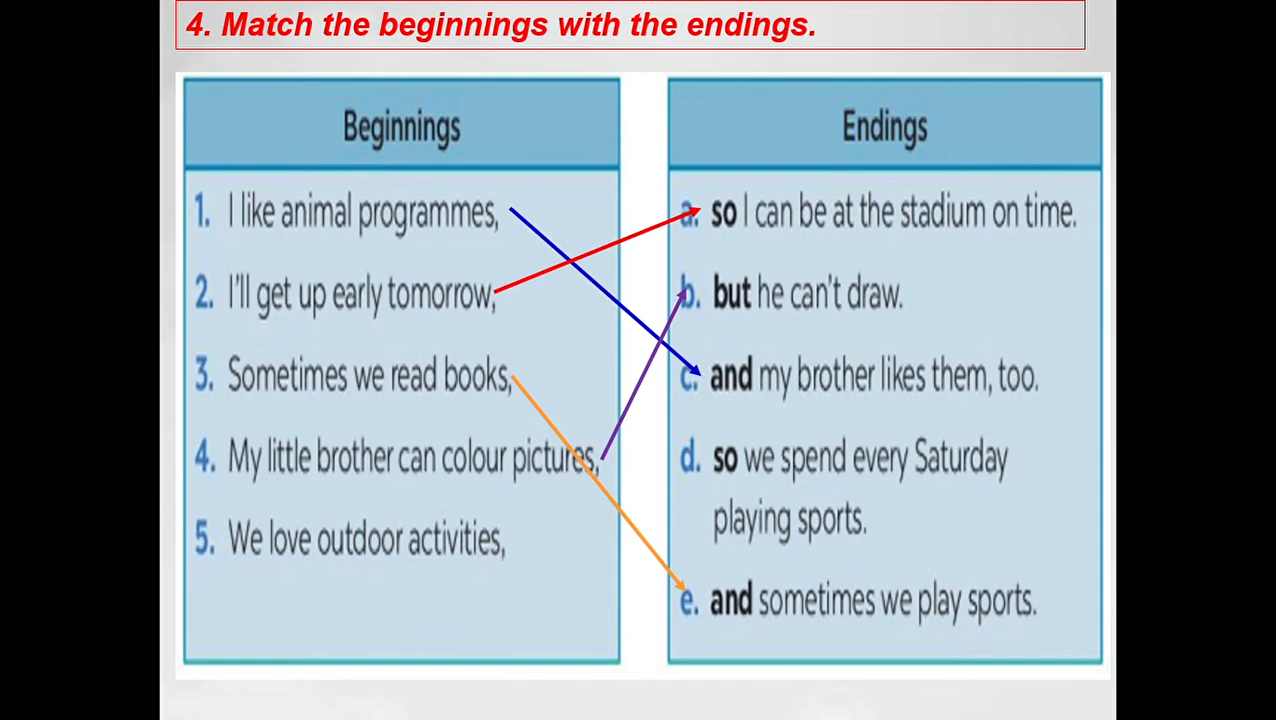 4. Match the beginnings with the endings.
Beginnings
1. I like animal programmes,
2. I'll get up early tomorrow,
3. Sometimes we read books,
4. My little brother can colour pictures,
5. We love outdoor activities,
Endings
a. so I can be at the stadium on time.
b. but he can't draw.
c. and my brother likes them, too.
d. so we spend every Saturday
playing sports.
e. and sometimes we play sports.